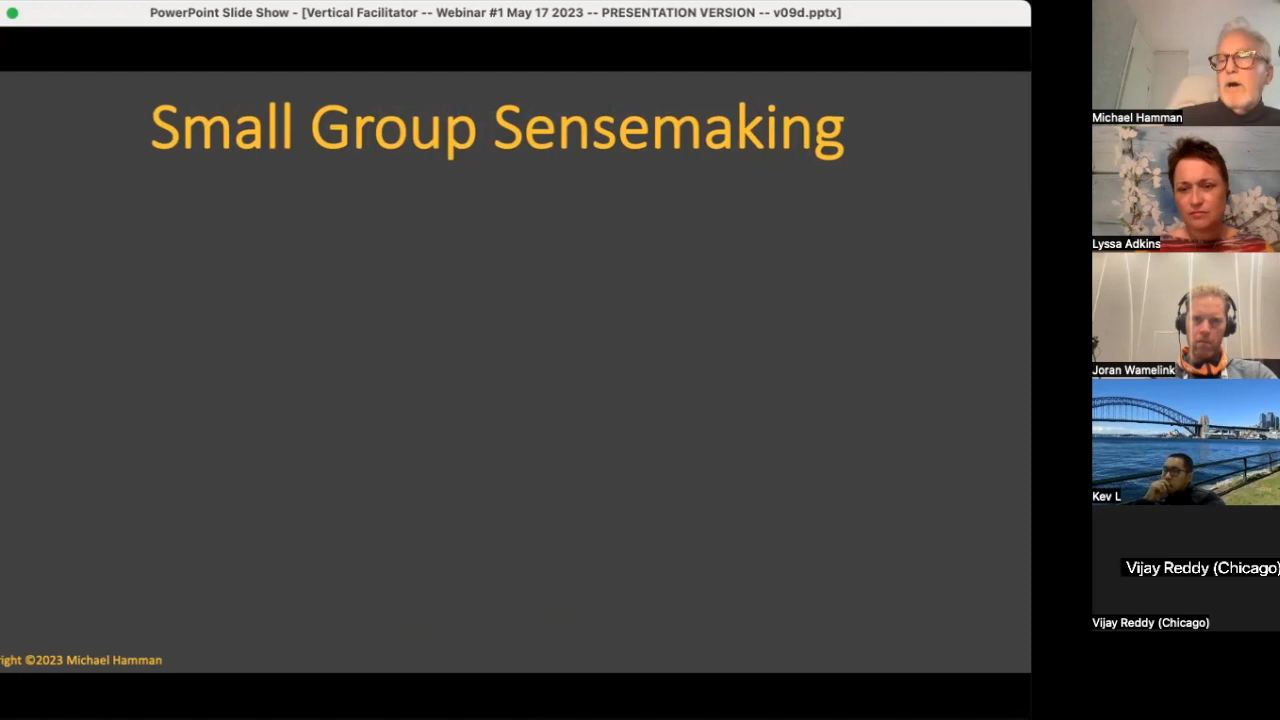 PowerPoint Slide Show - [Vertical Facilitator -- Webinar #1 May 17 2023 -- PRESENTATION VERSION -- v09d.pptx]
Small Group Sensemaking
right ©2023 Michael Hamman
Michael Hamman
Lyssa Adkins
Joran Wamelink
Kev L
Vijay Reddy (Chicago)
Vijay Reddy (Chicago)